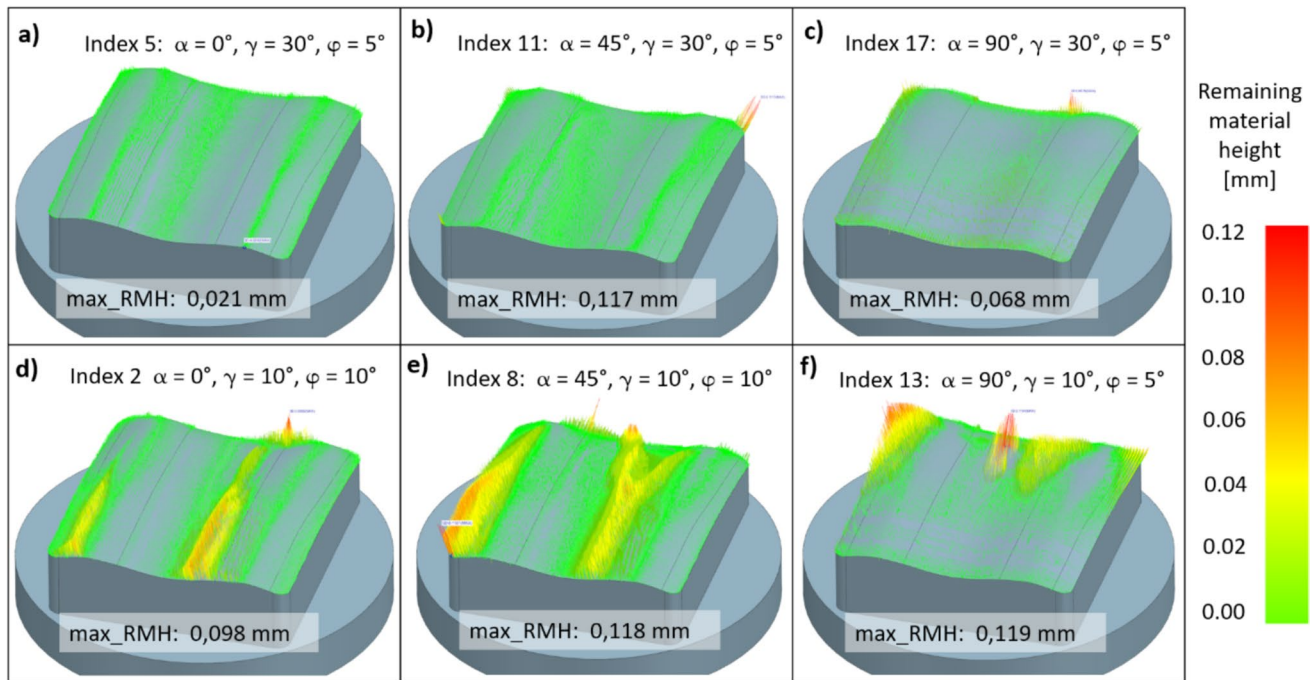 a)
Index 5: α = 0°, γ = 30°, φ = 5°
max_RMH: 0,021 mm
b)
Index 11: α = 45°, γ = 30°, φ = 5°
max_RMH: 0,117 mm
c)
Index 17: α = 90°, γ = 30°, φ = 5°
max_RMH: 0,068 mm
d)
Index 2 α = 0°, γ = 10°, φ = 10°
max_RMH: 0,098 mm
e)
Index 8: α = 45°, γ = 10°, φ = 10°
max_RMH: 0,118 mm
f)
Index 13: α = 90°, γ = 10°, φ = 5°
max_RMH: 0,119 mm
Remaining
material
height
[mm]
0.12
0.10
0.08
0.06
0.04
0.02
0.00